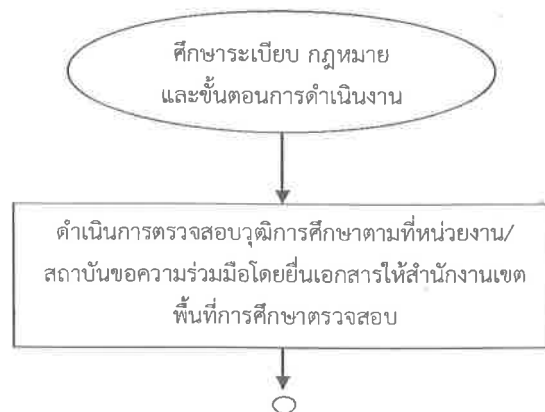 ศึกษาระเบียบ กฎหมาย
และขั้นตอนการดำเนินงาน
ดำเนินการตรวจสอบวุฒิการศึกษาตามที่หน่วยงาน/
สถาบันขอความร่วมมือโดยยื่นเอกสารให้สำนักงานเขต
พื้นที่การศึกษาตรวจสอบ